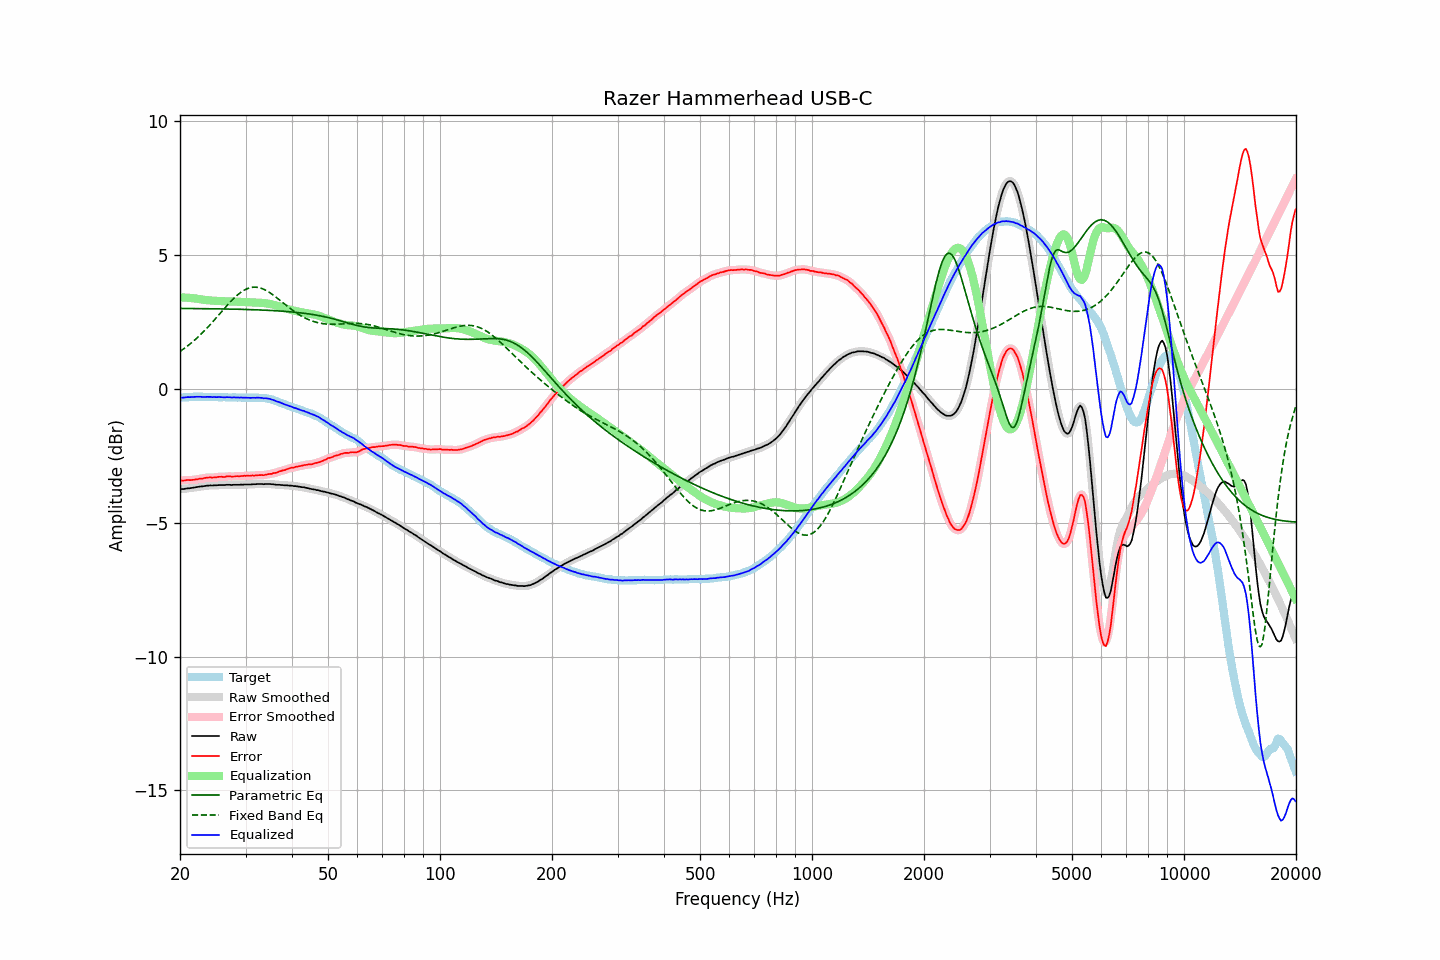 Razer Hammerhead USB-C
Amplitude (dBr)
10
5
0
−5
−10
−15
Target
Raw Smoothed
Error Smoothed
Raw
Error
Equalization
Parametric Eq
Fixed Band Eq
Equalized
20 50 100 200 500 1000 2000 5000 10000 20000
Frequency (Hz)